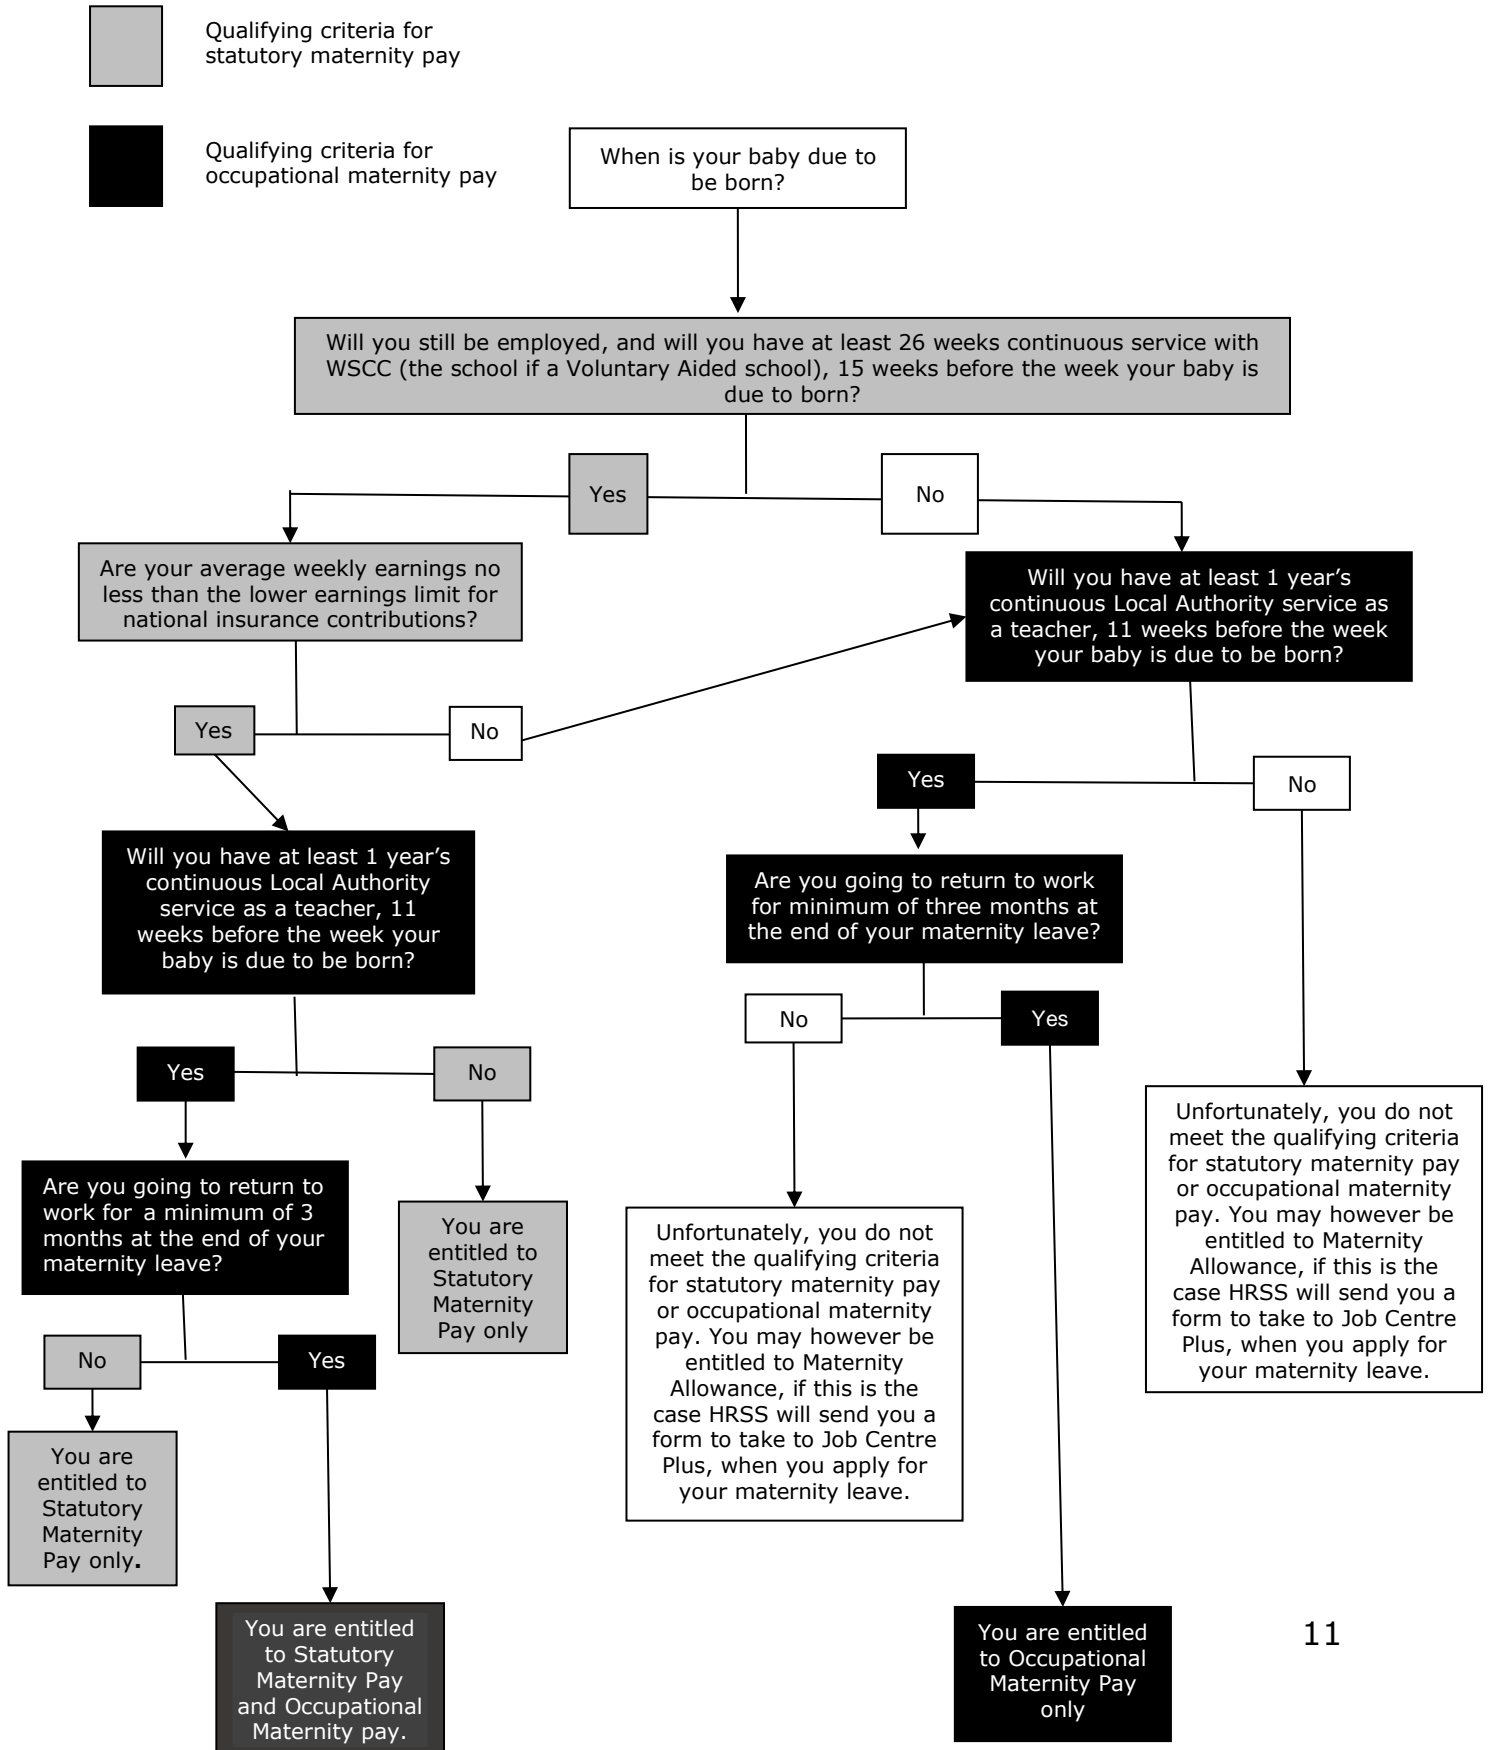 Qualifying criteria for
statutory maternity pay
Qualifying criteria for
occupational maternity pay
When is your baby due to
be born?
Will you still be employed, and will you have at least 26 weeks continuous service with
WSCC (the school if a Voluntary Aided school), 15 weeks before the week your baby is
due to born?
Yes
No
Are your average weekly earnings no
less than the lower earnings limit for
national insurance contributions?
Will you have at least 1 year’s
continuous Local Authority service as
a teacher, 11 weeks before the week
your baby is due to be born?
Yes
No
Yes
No
Will you have at least 1 year’s
continuous Local Authority
service as a teacher, 11
weeks before the week your
baby is due to be born?
Are you going to return to work
for minimum of three months at
the end of your maternity leave?
No
Yes
Yes
No
Unfortunately, you do not
meet the qualifying criteria
for statutory maternity pay
or occupational maternity
pay. You may however be
entitled to Maternity
Allowance, if this is the
case HRSS will send you a
form to take to Job Centre
Plus, when you apply for
your maternity leave.
Are you going to return to
work for a minimum of 3
months at the end of your
maternity leave?
You are
entitled to
Statutory
Maternity
Pay only
Unfortunately, you do not
meet the qualifying criteria
for statutory maternity pay
or occupational maternity
pay. You may however be
entitled to Maternity
Allowance, if this is the
case HRSS will send you a
form to take to Job Centre
Plus, when you apply for
your maternity leave.
No
Yes
You are
entitled to
Statutory
Maternity
Pay only.
You are entitled
to Statutory
Maternity Pay
and Occupational
Maternity pay.
You are entitled
to Occupational
Maternity Pay
only
11